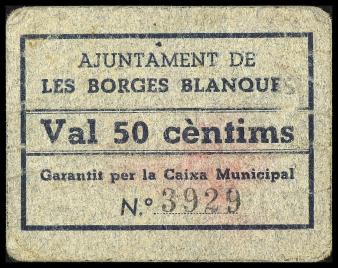 AJUNTAMENT DE
LES BORGES BLANQUES
Val 50 cèntims
Garantit per la Caixa Municipal
N.º 3929